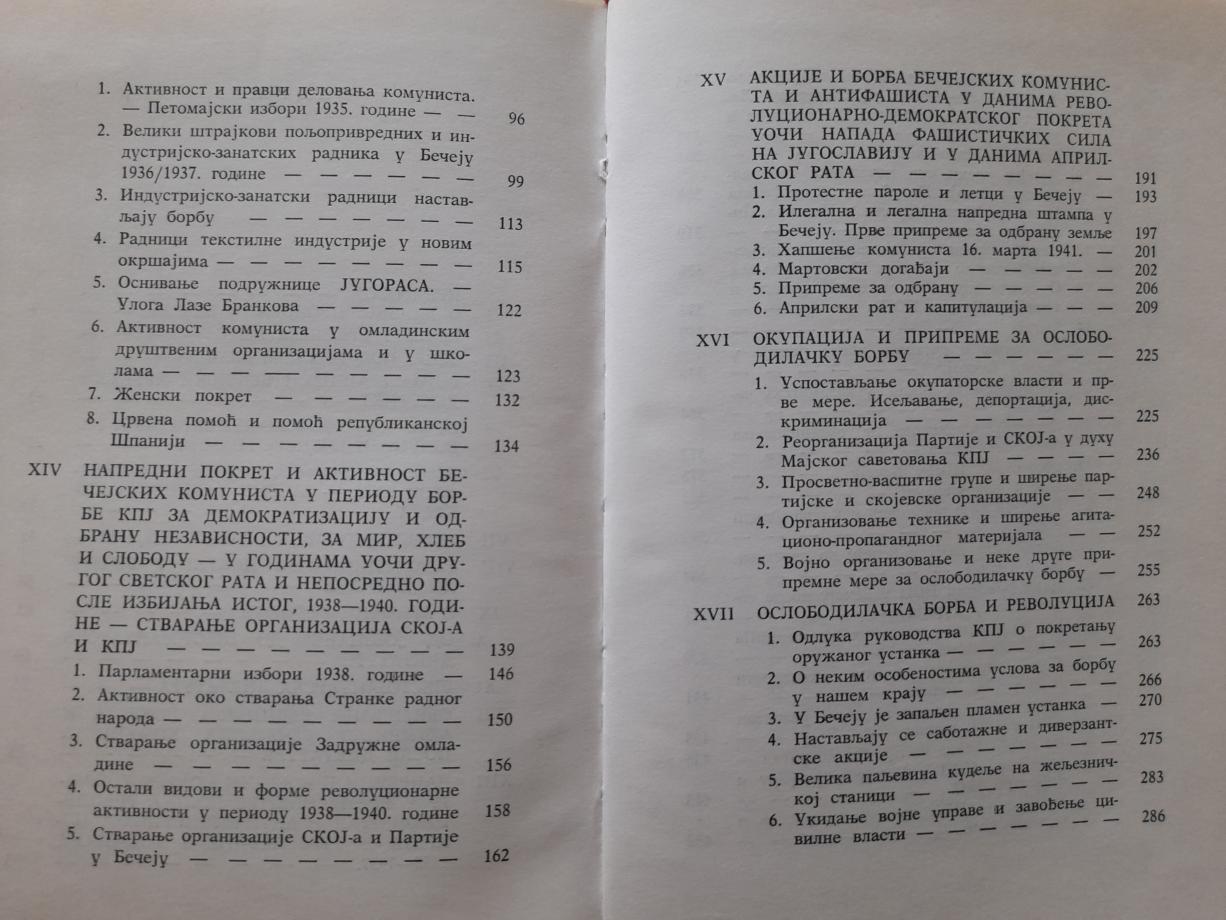 1. Активност и правци деловања комуниста.
— Петомајски избори 1935. године — — 96
2. Велики штрајкови пољопривредних и ин-
дустријско-занатских радника у Бечеју
1936/1937. године — — — — — — 99
3. Индустријско-занатски радници настав-
љају борбу — — — — — — — 113
4. Радници текстилне индустрије у новим
окршајима — — — — — — — — 115
5. Оснивање подружнице ЈУГОРАСА. —
Улога Лазе Бранкова — — — — — — 122
6. Активност комуниста у омладинским
друштвеним организацијама и у шко-
лама — — — —— — — — — — 123
7. Женски покрет — — — — — — — 132
8. Црвена помоћ и помоћ републиканској
Шпанији — — — — — — — — 134
XIV НАПРЕДНИ ПОКРЕТ И АКТИВНОСТ БЕ-
ЧЕЈСКИХ КОМУНИСТА У ПЕРИОДУ БОР-
БЕ КПЈ ЗА ДЕМОКРАТИЗАЦИЈУ И ОД-
БРАНУ НЕЗАВИСНОСТИ, ЗА МИР, ХЛЕБ
И СЛОБОДУ — У ГОДИНАМА УОЧИ ДРУ-
ГОГ СВЕТСКОГ РАТА И НЕПОСРЕДНО ПО-
СЛЕ ИЗБИЈАЊА ИСТОГ, 1938—1940. ГОДИ-
НЕ — СТВАРАЊЕ ОРГАНИЗАЦИЈА СКОЈ-А
И КПЈ — — — — — — — — — 139
1. Парламентарни избори 1938. године — 146
2. Активност око стварања Странке радног
народа — — — — — — — — — 150
3. Стварање организације Задружне омла-
дине — — — — — — — — — 156
4. Остали видови и форме револуционарне
активности у периоду 1938—1940. године 158
5. Стварање организације СКОЈ-а и Партије
у Бечеју — — — — — — — — 162
XV АКЦИЈЕ И БОРБА БЕЧЕЈСКИХ КОМУНИС-
ТА И АНТИФАШИСТА У ДАНИМА РЕВО-
ЛУЦИОНАРНО-ДЕМОКРАТСКОГ ПОКРЕТА
УОЧИ НАПАДА ФАШИСТИЧКИХ СИЛА
НА ЈУГОСЛАВИЈУ И У ДАНИМА АПРИЛ-
СКОГ РАТА — — — — — — — — 191
1. Протестне пароле и летци у Бечеју — 193
2. Илегална и легална напредна штампа у
Бечеју. Прве припреме за одбрану земље 197
3. Хапшење комуниста 16. марта 1941. — 201
4. Мартовски догађаји — — — — — 202
5. Припреме за одбрану — — — — — 206
6. Априлски рат и капитулација — — — 209
XVI ОКУПАЦИЈА И ПРИПРЕМЕ ЗА ОСЛОБО-
ДИЛАЧКУ БОРБУ — — — — — — 225
1. Успостављање окупаторске власти и пр-
ве мере. Исељавање, депортација, дис-
криминација — — — — — — — 225
2. Реорганизација Партије и СКОЈ-а у духу
Мајског саветовања КПЈ — — — — 236
3. Просветно-васпитне групе и ширење пар-
тијске и скојевске организације — — 248
4. Организовање технике и ширење агита-
ционо-пропагандног материјала — — 252
5. Војно организовање и неке друге при-
премне мере за ослободилачку борбу — 255
XVII ОСЛОБОДИЛАЧКА БОРБА И РЕВОЛУЦИЈА 263
1. Одлука руководства КПЈ о покретању
оружаног устанка — — — — — — 263
2. О неким особеностима услова за борбу
у нашем крају — — — — — — — 266
3. У Бечеју је запаљен пламен устанка — 270
4. Настављају се саботажне и диверзант-
ске акције — — — — — — — 275
5. Велика паљевина кудеље на жељезнич-
кој станици — — — — — — — 283
6. Укидање војне управе и завођење ци-
вилне власти — — — — — — — 286